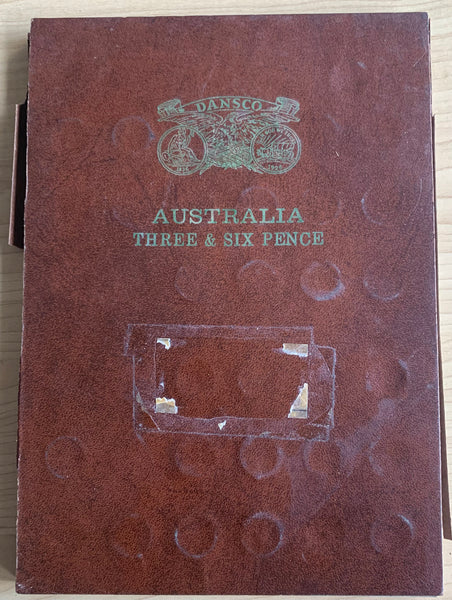 DANSCO
AUSTRALIA
THREE & SIX PENCE